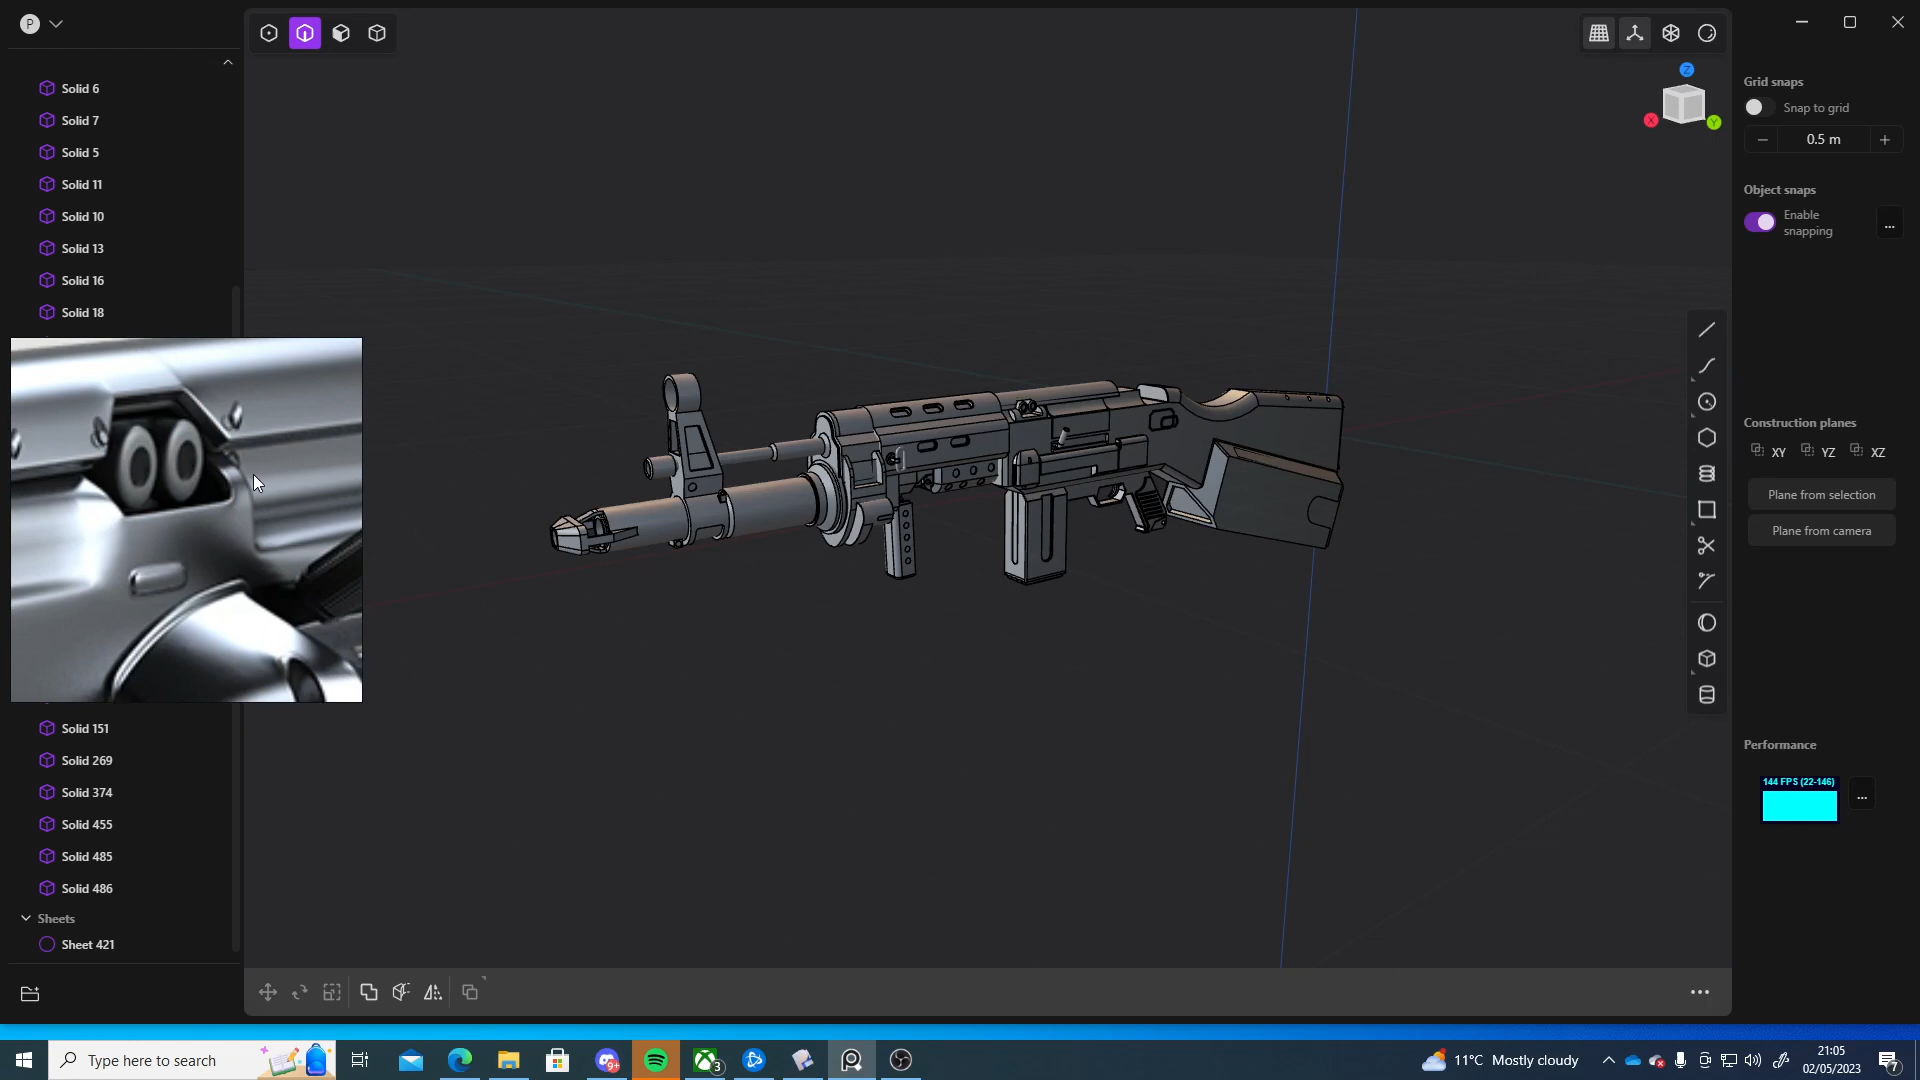 P
Solid 6
Solid 7
Solid 5
Solid 11
Solid 10
Solid 13
Solid 16
Solid 18
Solid 151
Solid 269
Solid 374
Solid 455
Solid 485
Solid 486
Sheets
Sheet 421
Z
X
Y
Grid snaps
Snap to grid
0.5 m
Object snaps
Enable
snapping
...
Construction planes
XY YZ XZ
Plane from selection
Plane from camera
Performance
144 FPS (22-146)
...
Type here to search
9+
3
11°C Mostly cloudy
21:05
02/05/2023
7